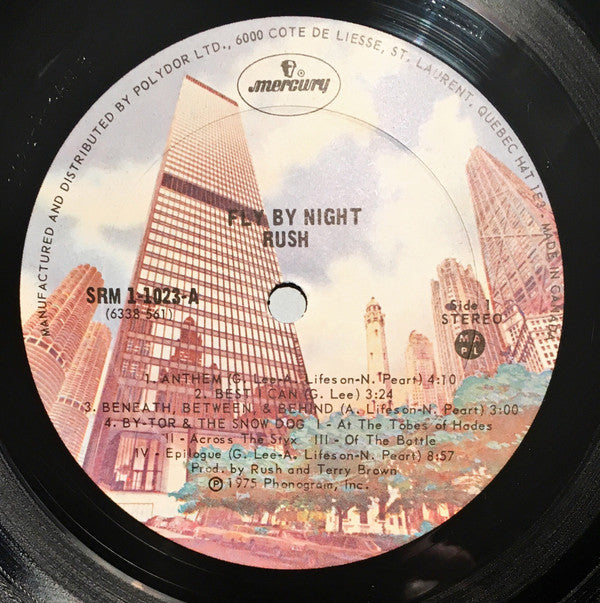 MANUFACTURED AND DISTRIBUTED BY POLYDOR LTD., 6000 COTE DE LIESSE, ST. LAURENT, QUEBEC H4T 1E3. MADE IN CANADA
mercury
FLY BY NIGHT
RUSH
SRM 1-1023-A
(6338 561)
Side 1
STEREO
M A P L
1. ANTHEM (G. Lee-A. Lifeson-N. Peart) 4:10
2. BEST I CAN (G. Lee) 3:24
3. BENEATH, BETWEEN, & BEHIND (A. Lifeson-N. Peart) 3:00
4. BY-TOR & THE SNOW DOG I - At The Tobes of Hades
II - Across The Styx III - Of The Battle
IV - Epilogue (G. Lee-A. Lifeson-N. Peart) 8:57
Prod. by Rush and Terry Brown
Ⓟ 1975 Phonogram, Inc.